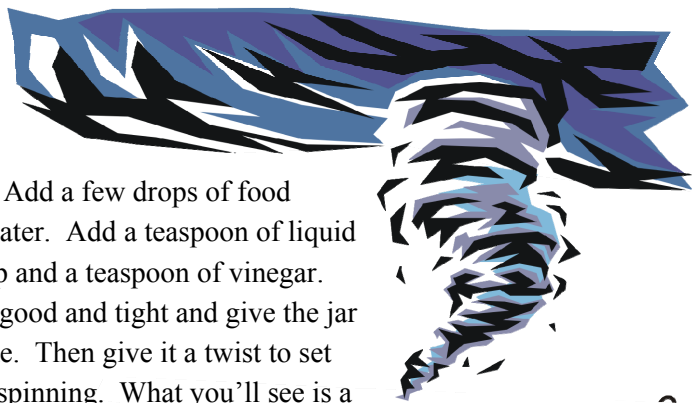 Add a few drops of food
ater. Add a teaspoon of liquid
p and a teaspoon of vinegar.
good and tight and give the jar
e. Then give it a twist to set
spinning. What you'll see is a